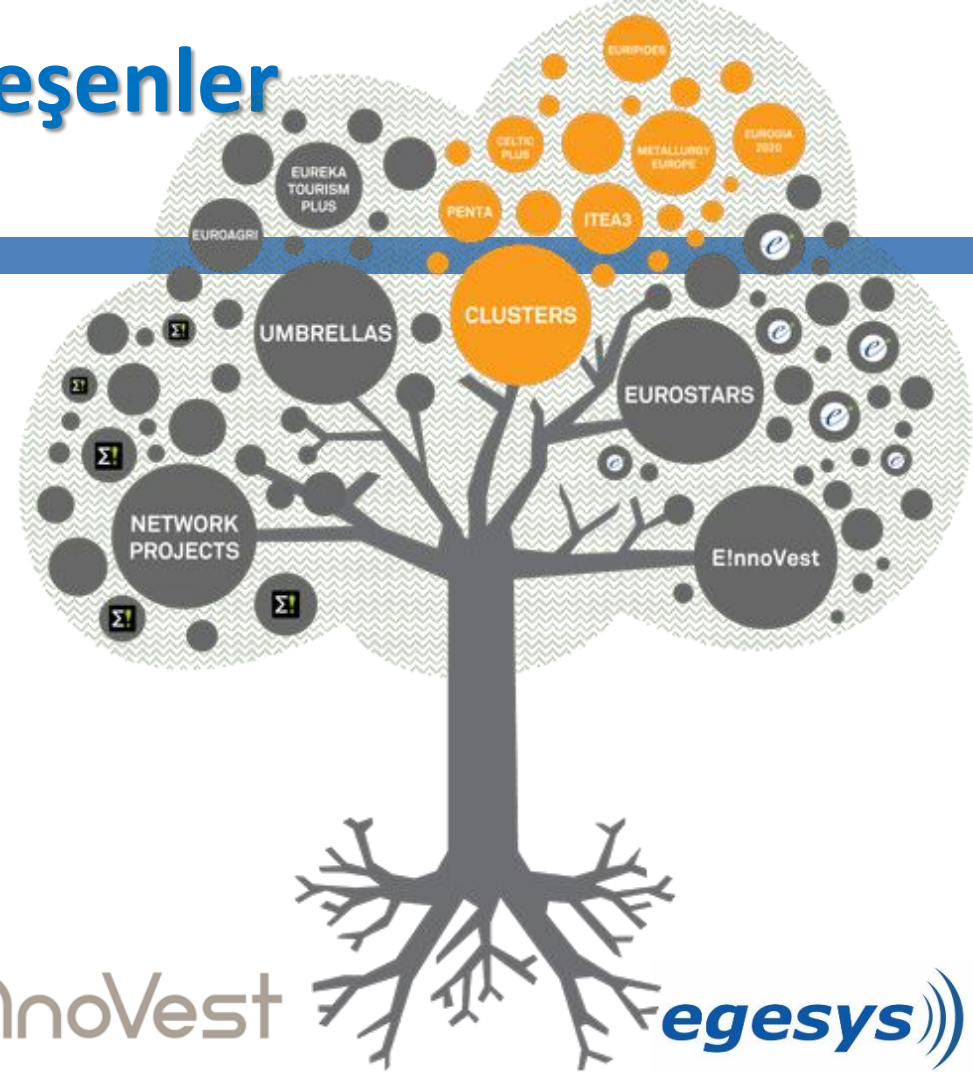 eşenler
EURIPIDES
CELTIC
PLUS
METALLURGY
EUROPE
EUROGIA
2020
EUREKA
TOURISM
PLUS
PENTA
ITEA3
EUROAGRI
CLUSTERS
UMBRELLAS
EUROSTARS
NETWORK
PROJECTS
E!nnoVest
nnoVest
egesys